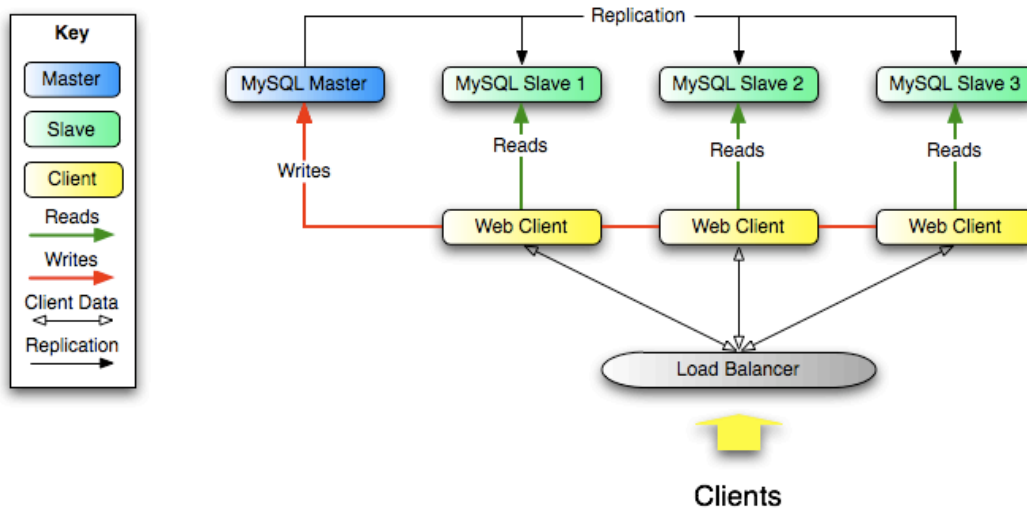 Key
Master
Slave
Client
Reads
Writes
Client Data
Replication
Replication
MySQL Master
MySQL Slave 1
MySQL Slave 2
MySQL Slave 3
Writes
Reads
Reads
Reads
Web Client
Web Client
Web Client
Load Balancer
Clients